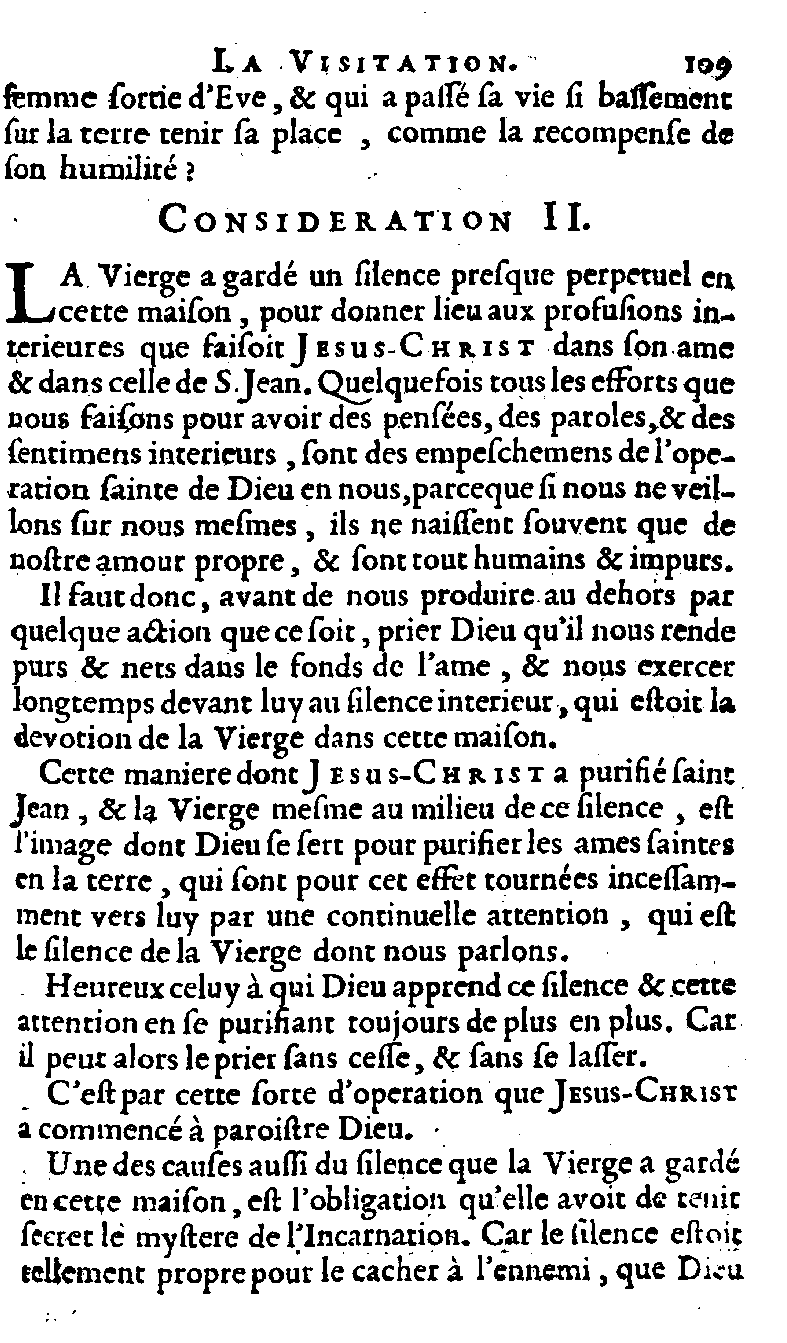 LA VISITATION. 109
femme ſortie d'Eve, & qui a paſſé ſa vie ſi baſſement
ſur la terre tenir ſa place , comme la recompenſe de
ſon humilité ?
CONSIDERATION II.
LA Vierge a gardé un ſilence preſque perpetuel en
cette maiſon, pour donner lieu aux profuſions in-
terieures que faiſoit JESUS-CHRIST dans ſon ame
& dans celle de S. Jean. Quelquefois tous les efforts que
nous faiſons pour avoir des penſées, des paroles, & des
ſentimens interieurs , ſont des empeſchemens de l'ope-
ration ſainte de Dieu en nous, parceque ſi nous ne veil-
lons ſur nous meſmes , ils ne naiſſent ſouvent que de
noſtre amour propre, & ſont tout humains & impurs.
Il faut donc, avant de nous produire au dehors par
quelque action que ce ſoit, prier Dieu qu'il nous rende
purs & nets dans le fonds de l'ame , & nous exercer
longtemps devant luy au ſilence interieur, qui eſtoit la
devotion de la Vierge dans cette maiſon.
Cette maniere dont JESUS-CHRIST a purifié ſaint
Jean , & la Vierge meſme au milieu de ce ſilence , eſt
l'image dont Dieu ſe ſert pour purifier les ames ſaintes
en la terre , qui ſont pour cet effet tournées inceſſam-
ment vers luy par une continuelle attention , qui eſt
le ſilence de la Vierge dont nous parlons.
Heureux celuy à qui Dieu apprend ce ſilence & cette
attention en ſe purifiant toujours de plus en plus. Car
il peut alors le prier ſans ceſſe, & ſans ſe laſſer.
C'eſt par cette ſorte d'operation que JESUS-CHRIST
a commencé à paroiſtre Dieu.
Une des cauſes auſſi du ſilence que la Vierge a gardé
en cette maiſon, eſt l'obligation qu'elle avoit de tenir
ſecret le myſtere de l'Incarnation. Car le ſilence eſtoit
tellement propre pour le cacher à l'ennemi, que Dieu